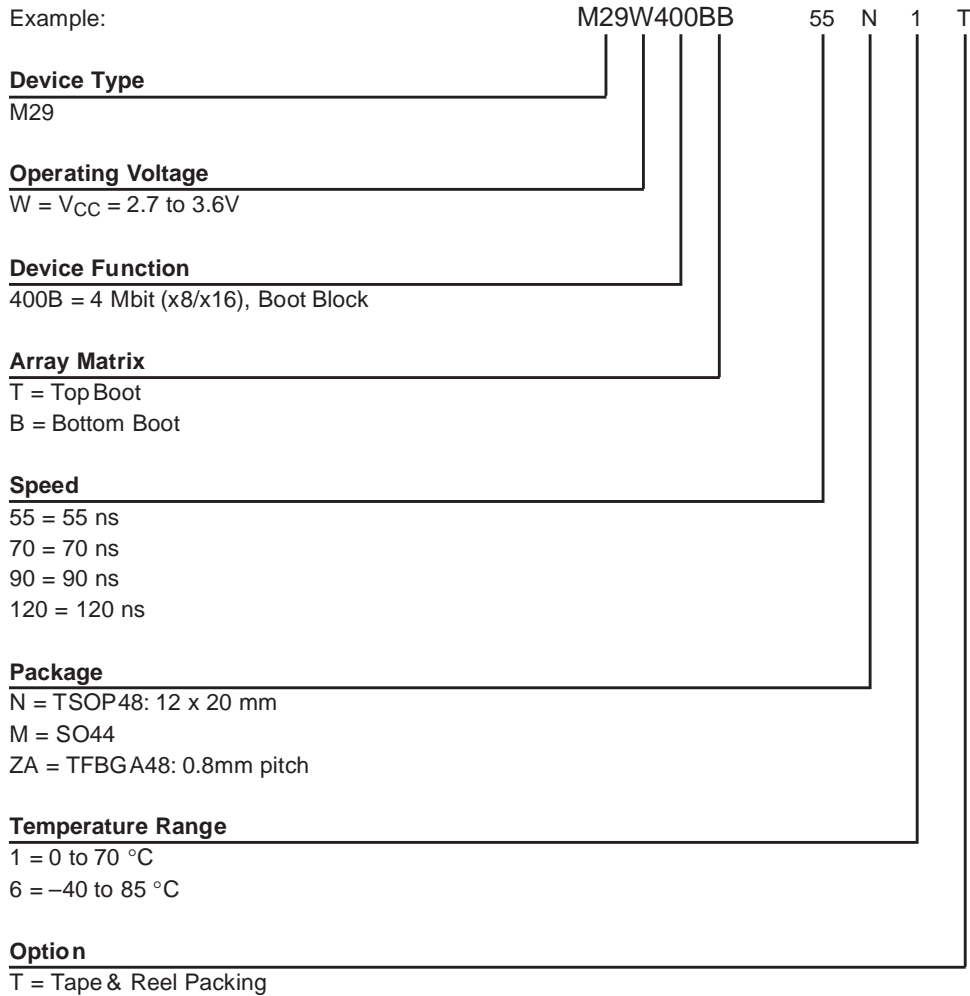 Example: M29W400BB 55 N 1 T
Device Type
M29
Operating Voltage
W = VCC = 2.7 to 3.6V
Device Function
400B = 4 Mbit (x8/x16), Boot Block
Array Matrix
T = Top Boot
B = Bottom Boot
Speed
55 = 55 ns
70 = 70 ns
90 = 90 ns
120 = 120 ns
Package
N = TSOP48: 12 x 20 mm
M = SO44
ZA = TFBGA48: 0.8mm pitch
Temperature Range
1 = 0 to 70 °C
6 = –40 to 85 °C
Option
T = Tape & Reel Packing